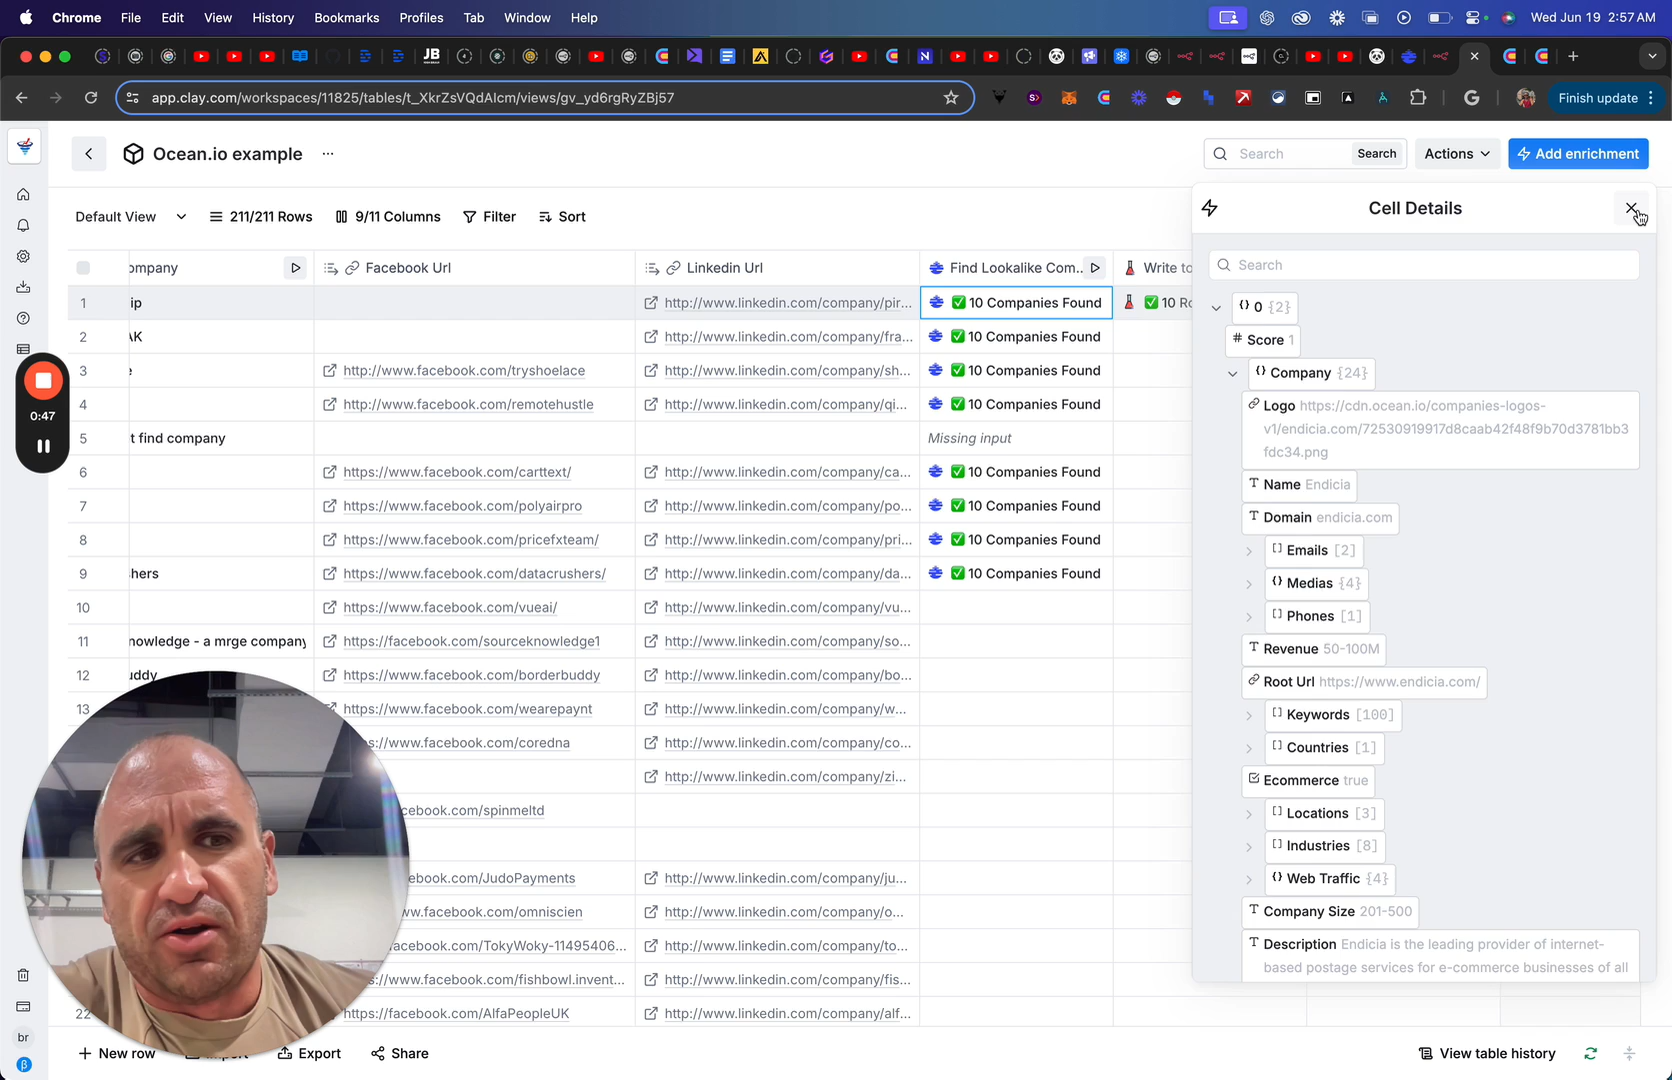 Chrome File Edit View History Bookmarks Profiles Tab Window Help
Wed Jun 19 2:57 AM
app.clay.com/workspaces/11825/tables/t_XkrZsVQdAIcm/views/gv_yd6rgRyZBj57
Finish update
Ocean.io example
Search
Search
Actions
Add enrichment
Default View
211/211 Rows
9/11 Columns
Filter
Sort
ompany
Facebook Url
Linkedin Url
Find Lookalike Com...
Write to
1 ip http://www.linkedin.com/company/pir... 10 Companies Found 10 Ro
2 AK http://www.linkedin.com/company/fra... 10 Companies Found
3 e http://www.facebook.com/tryshoelace http://www.linkedin.com/company/sh... 10 Companies Found
4 http://www.facebook.com/remotehustle http://www.linkedin.com/company/qi... 10 Companies Found
5 t find company Missing input
6 https://www.facebook.com/carttext/ http://www.linkedin.com/company/ca... 10 Companies Found
7 https://www.facebook.com/polyairpro http://www.linkedin.com/company/po... 10 Companies Found
8 https://www.facebook.com/pricefxteam/ http://www.linkedin.com/company/pri... 10 Companies Found
9 hers https://www.facebook.com/datacrushers/ http://www.linkedin.com/company/da... 10 Companies Found
10 https://www.facebook.com/vueai/ http://www.linkedin.com/company/vu...
11 nowledge - a mrge company https://facebook.com/sourceknowledge1 http://www.linkedin.com/company/so...
12 uddy https://www.facebook.com/borderbuddy http://www.linkedin.com/company/bo...
13 s://www.facebook.com/wearepaynt http://www.linkedin.com/company/w...
s://www.facebook.com/coredna http://www.linkedin.com/company/co...
http://www.linkedin.com/company/zi...
cebook.com/spinmeltd
ebook.com/JudoPayments http://www.linkedin.com/company/ju...
ww.facebook.com/omniscien http://www.linkedin.com/company/o...
acebook.com/TokyWoky-11495406... http://www.linkedin.com/company/to...
.facebook.com/fishbowl.invent... http://www.linkedin.com/company/fis...
22 https://facebook.com/AlfaPeopleUK http://www.linkedin.com/company/alf...
0:47
br
β
Cell Details
Search
{} 0 {2}
# Score 1
{} Company {24}
Logo https://cdn.ocean.io/companies-logos-
v1/endicia.com/72530919917d8caab42f48f9b70d3781bb3
fdc34.png
T Name Endicia
T Domain endicia.com
[] Emails [2]
{} Medias {4}
[] Phones [1]
T Revenue 50-100M
Root Url https://www.endicia.com/
[] Keywords [100]
[] Countries [1]
Ecommerce true
[] Locations [3]
[] Industries [8]
{} Web Traffic {4}
T Company Size 201-500
T Description Endicia is the leading provider of internet-
based postage services for e-commerce businesses of all
+ New row
Export
Share
View table history